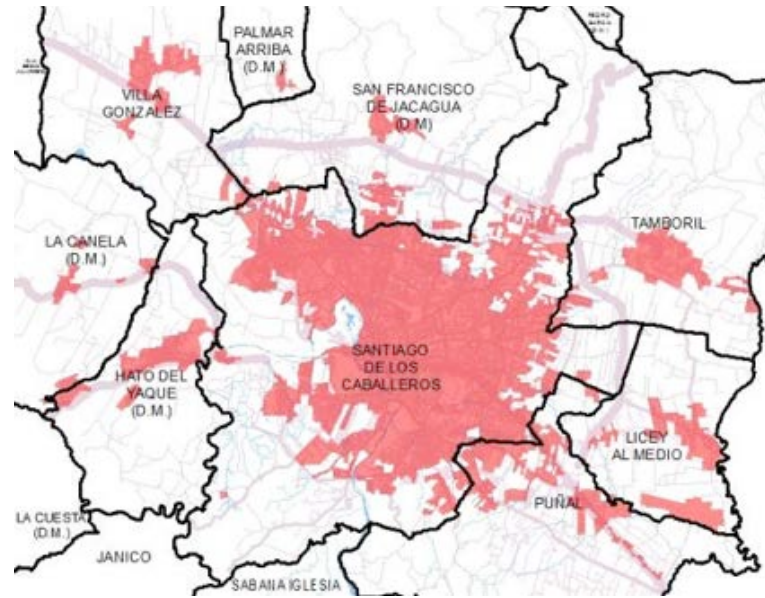 PALMAR
ARRIBA
(D.M.)
VILLA
GONZALEZ
SAN FRANCISCO
DE JACAGUA
(D.M)
LA CANELA
(D.M.)
TAMBORIL
SANTIAGO
DE LOS
CABALLEROS
HATO DEL
YAQUE
(D.M.)
LICEY
AL MEDIO
PUÑAL
LA CUESTA
(D.M.)
JANICO
SABANA IGLESIA